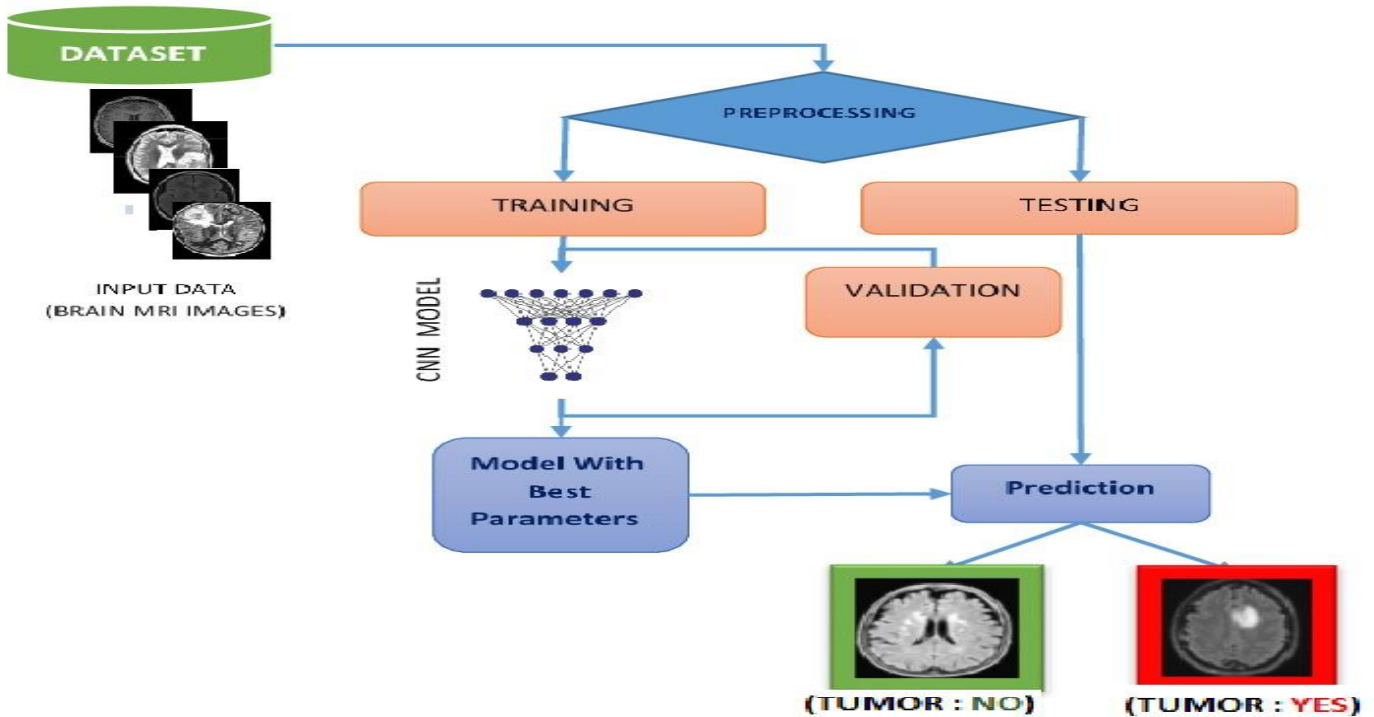 DATASET
PREPROCESSING
TRAINING
TESTING
INPUT DATA
(BRAIN MRI IMAGES)
CNN MODEL
VALIDATION
Model With
Best
Parameters
Prediction
(TUMOR : NO)
(TUMOR : YES)